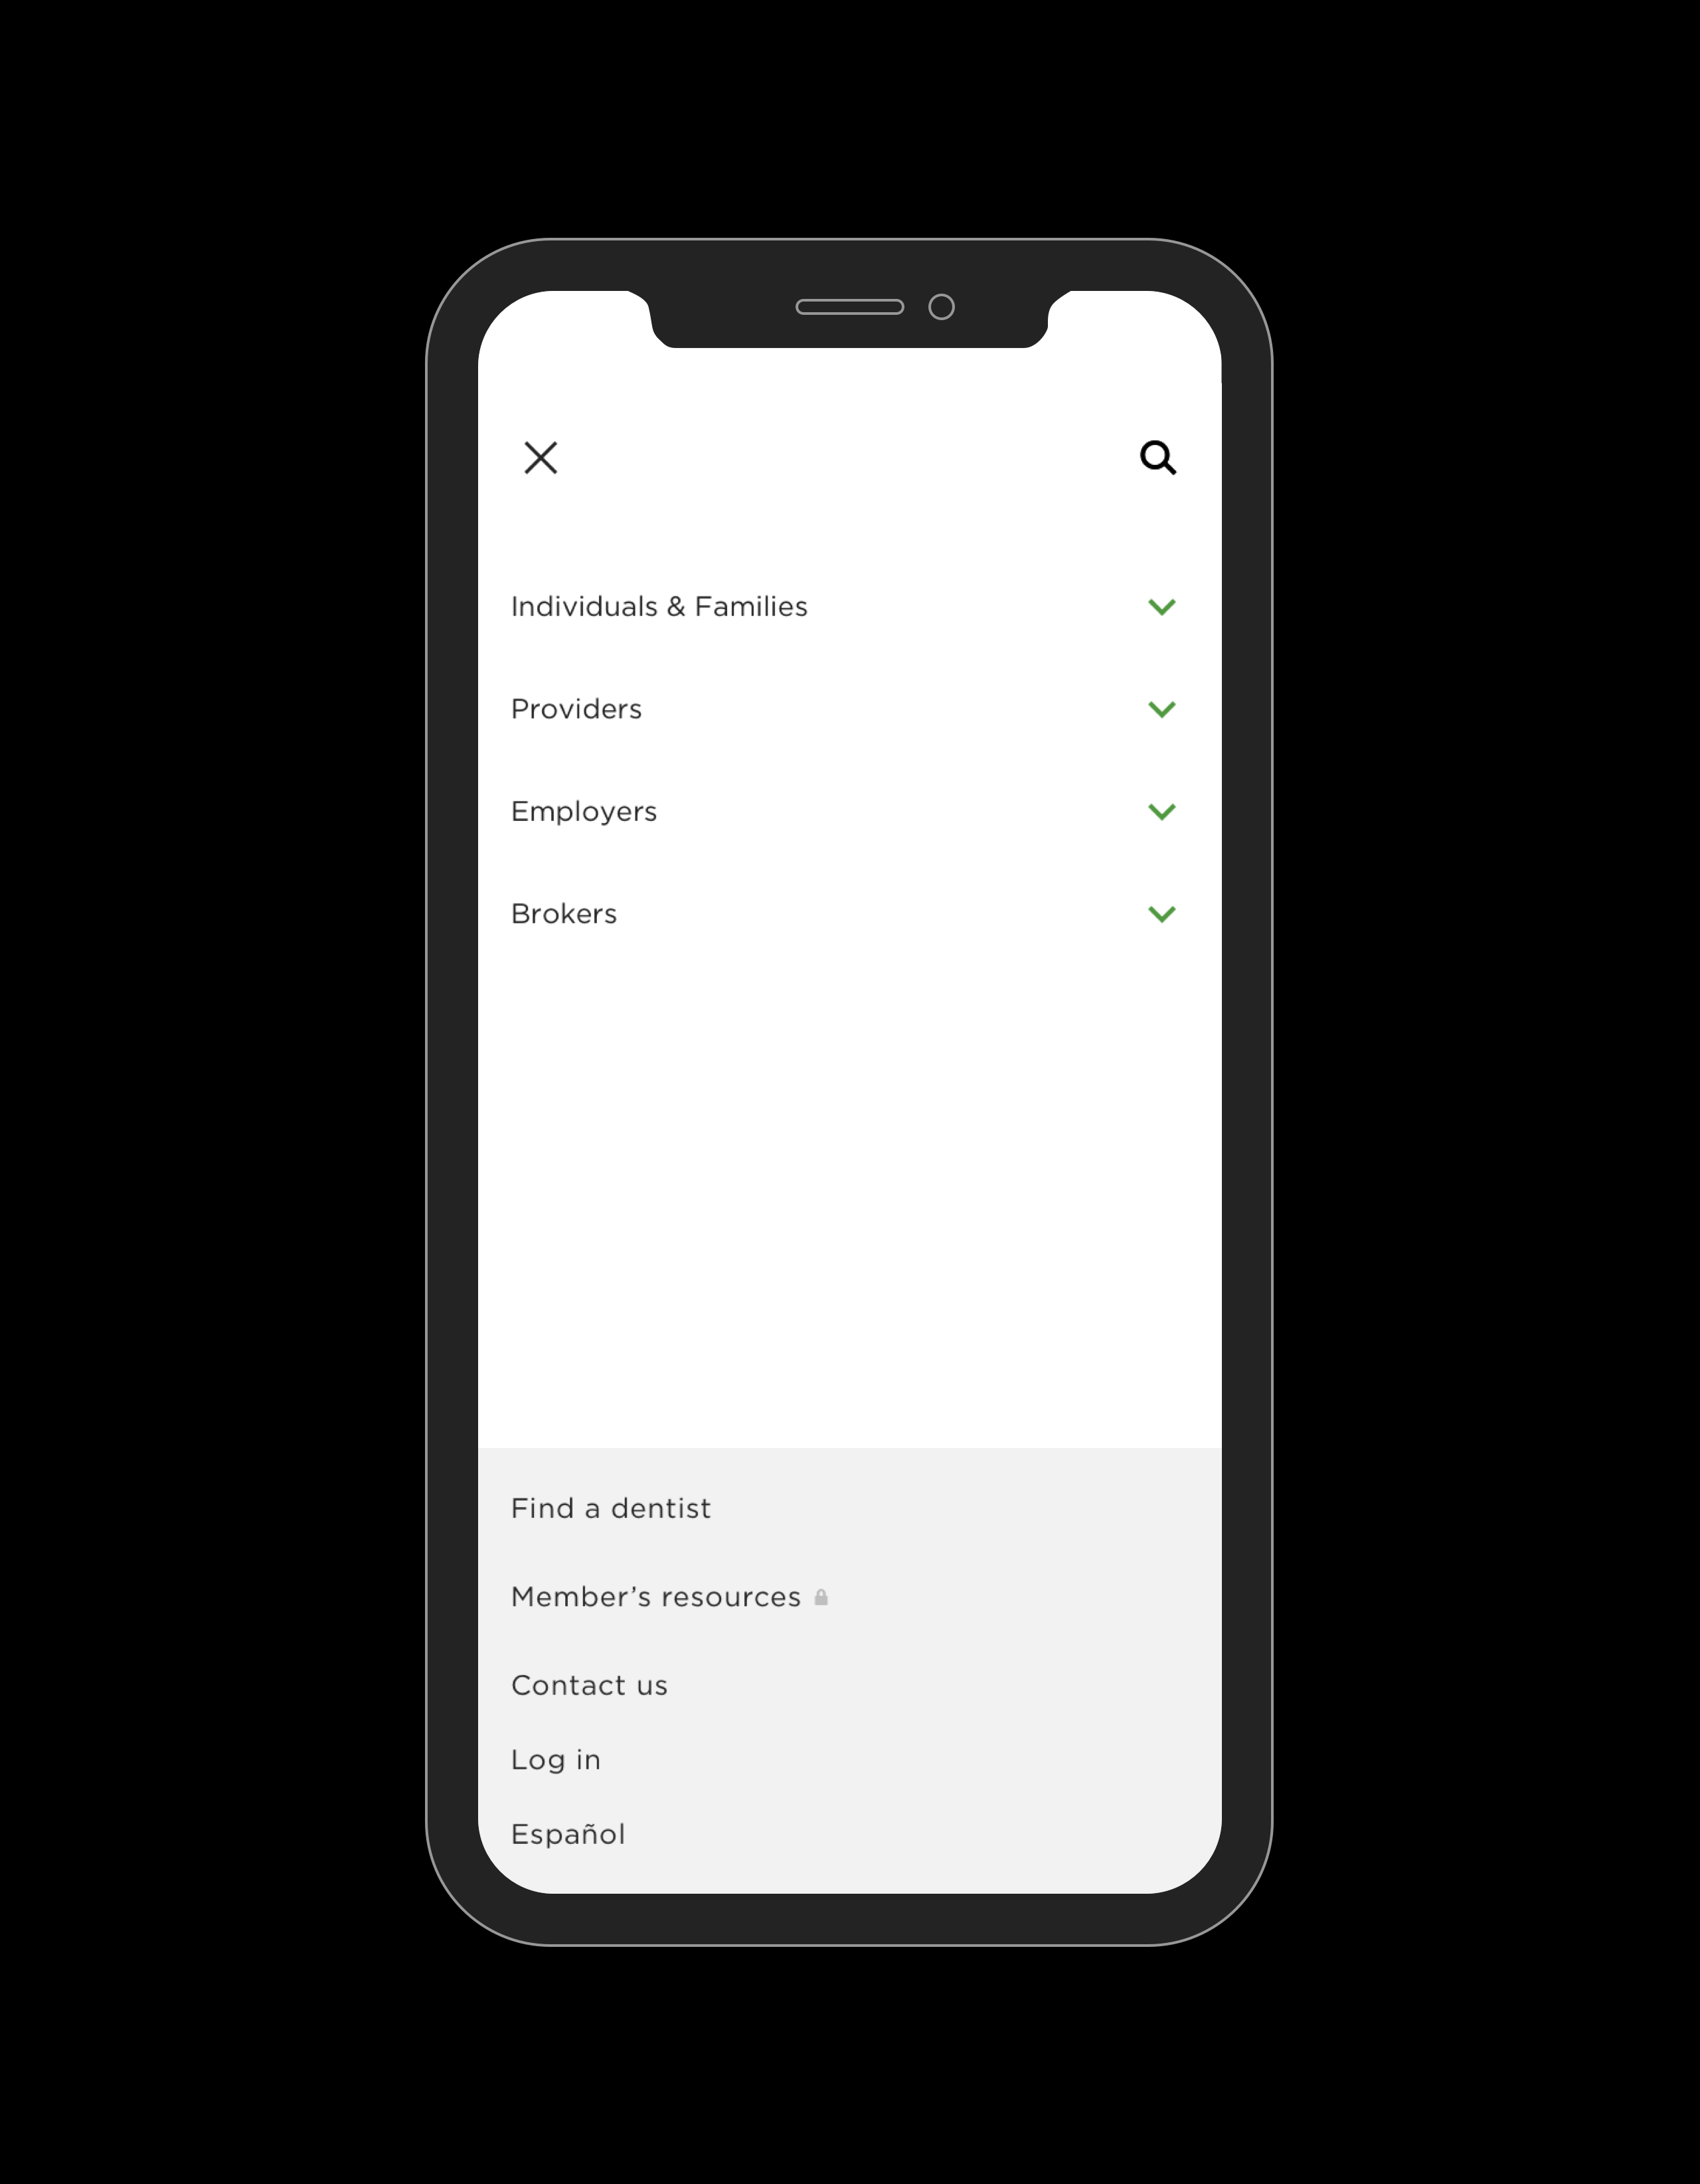 Individuals & Families
Providers
Employers
Brokers
Find a dentist
Member’s resources
Contact us
Log in
Español